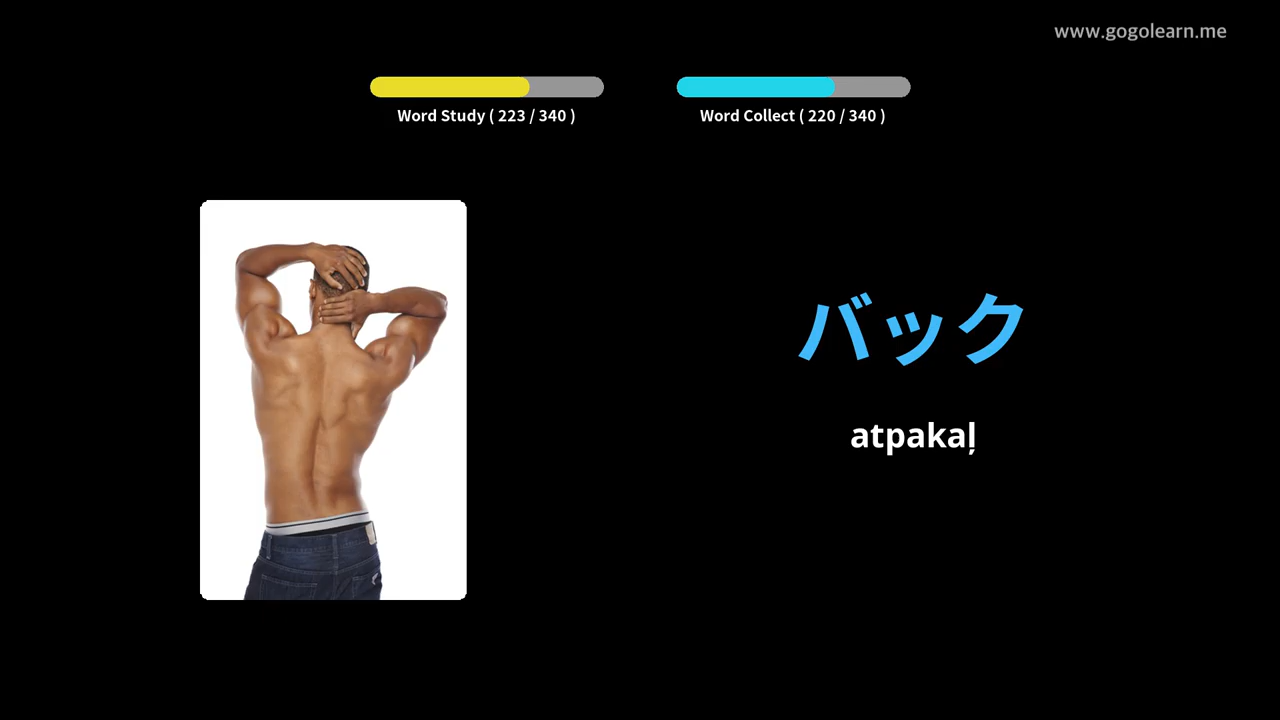 www.gogolearn.me
Word Study ( 223 / 340 )
Word Collect ( 220 / 340 )
バック
atpakaļ